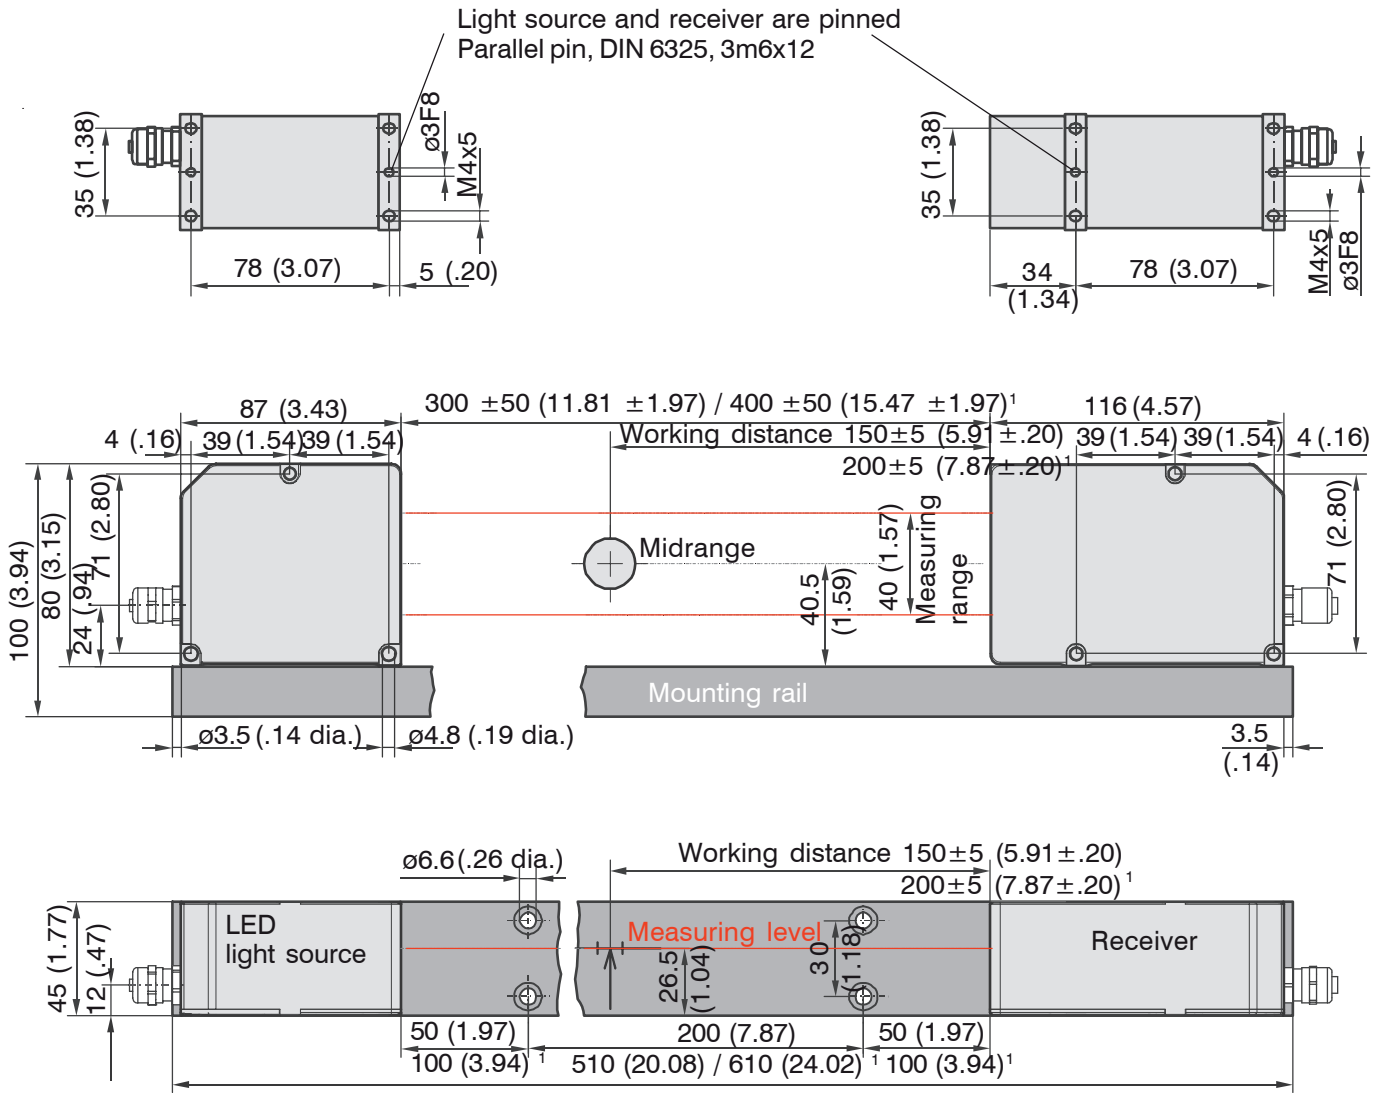 Light source and receiver are pinned
Parallel pin, DIN 6325, 3m6x12
35 (1.38)
ø3F8
M4x5
78 (3.07)
5 (.20)
35 (1.38)
34
(1.34)
78 (3.07)
M4x5
ø3F8
87 (3.43)
300 ±50 (11.81 ±1.97) / 400 ±50 (15.47 ±1.97)¹
116 (4.57)
4 (.16)
39 (1.54)
39 (1.54)
Working distance 150±5 (5.91±.20)
200±5 (7.87±.20)¹
39 (1.54)
39 (1.54)
4 (.16)
100 (3.94)
80 (3.15)
71 (2.80)
24 (.94)
Midrange
40.5
(1.59)
40 (1.57)
Measuring
range
71 (2.80)
Mounting rail
ø3.5 (.14 dia.)
ø4.8 (.19 dia.)
3.5
(.14)
ø6.6 (.26 dia.)
Working distance 150±5 (5.91±.20)
200±5 (7.87±.20)¹
45 (1.77)
12 (.47)
LED
light source
Measuring level
26.5
(1.04)
30
(1.18)
Receiver
50 (1.97)
200 (7.87)
50 (1.97)
100 (3.94)¹
510 (20.08) / 610 (24.02)¹
100 (3.94)¹